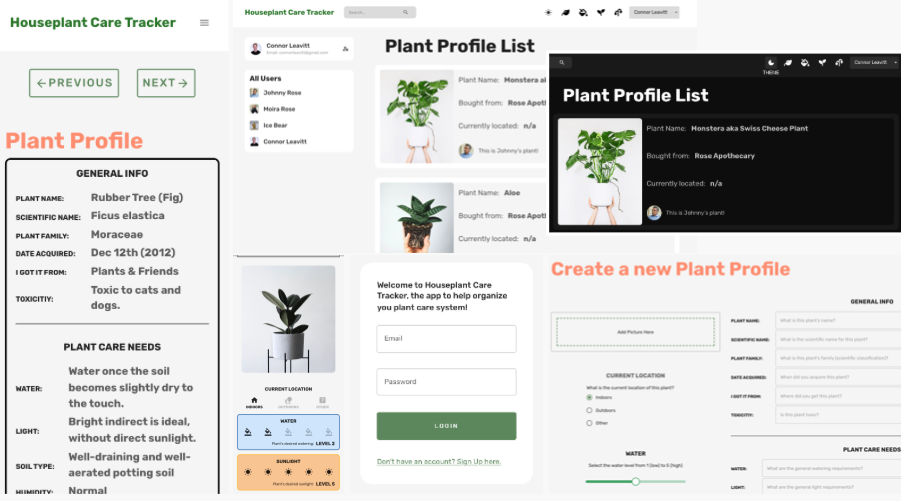 Houseplant Care Tracker
←PREVIOUS
NEXT→
Plant Profile
GENERAL INFO
PLANT NAME: Rubber Tree (Fig)
SCIENTIFIC NAME: Ficus elastica
PLANT FAMILY: Moraceae
DATE ACQUIRED: Dec 12th (2012)
I GOT IT FROM: Plants & Friends
TOXICITIY: Toxic to cats and
dogs.
PLANT CARE NEEDS
WATER: Water once the soil
becomes slightly dry to
the touch.
LIGHT: Bright indirect is ideal,
without direct sunlight.
SOIL TYPE: Well-draining and well-
aerated potting soil
HUMIDITY: Normal
Houseplant Care Tracker
Search...
Connor Leavitt
Connor Leavitt
All Users
Johnny Rose
Moira Rose
Ice Bear
Connor Leavitt
Plant Profile List
Plant Name: Monstera
Bought from: Rose
Currently located: n/a
This is Johnny's plant!
Plant Name: Aloe
Bought from: Rose
Currently located: n/a
Connor Leavitt
THEME
Plant Profile List
Plant Name: Monstera aka Swiss Cheese Plant
Bought from: Rose Apothecary
Currently located: n/a
This is Johnny's plant!
CURRENT LOCATION
INDOORS
OUTDOORS
OTHER
WATER
Plant's desired watering: LEVEL 2
SUNLIGHT
Plant's desired sunlight: LEVEL 5
Welcome to Houseplant Care
Tracker, the app to help organize
you plant care system!
Email
Password
LOGIN
Don't have an account? Sign Up here.
Create a new Plant Profile
Add Picture Here
CURRENT LOCATION
What is the current location of this plant?
Indoors
Outdoors
Other
WATER
Select the water level from 1 (low) to 5 (high)
GENERAL INFO
PLANT NAME: What is this plant's name?
SCIENTIFIC NAME: What is the scientific name for this plant?
PLANT FAMILY: What is this plant's family (scientific classification)?
DATE ACQUIRED: When did you acquire this plant?
I GOT IT FROM: Where did you get this plant?
TOXICITY: Is this plant toxic?
PLANT CARE NEEDS
WATER: What are the general watering requirements?
LIGHT: What are the general light requirements?